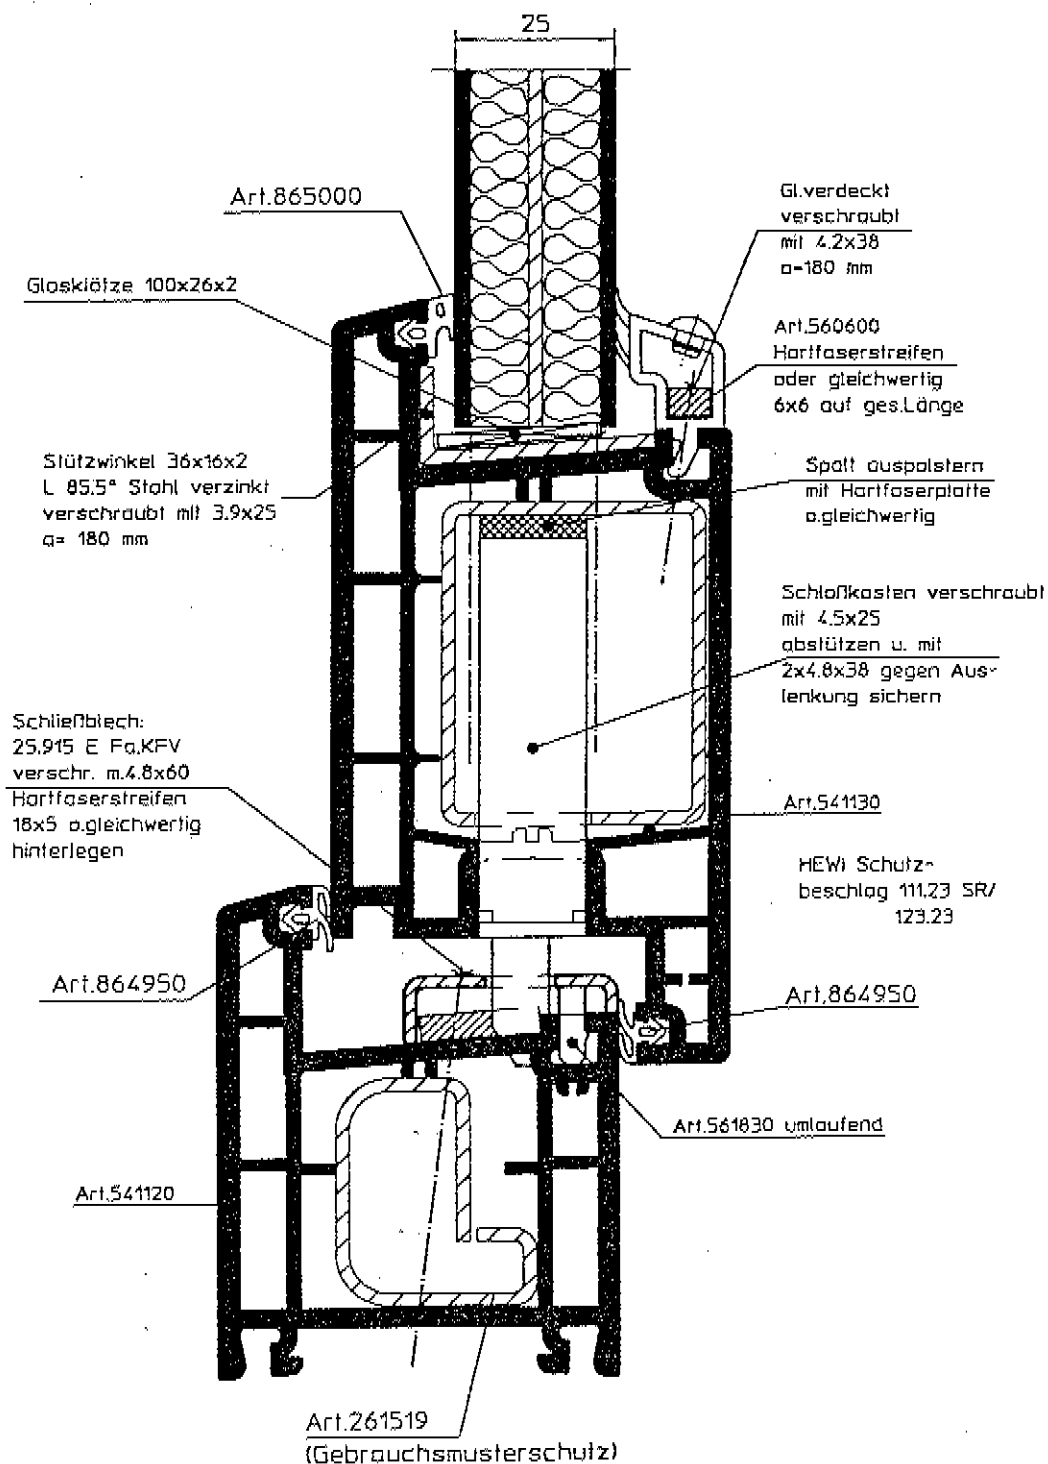 25
Art.865000
Glasklötze 100x26x2
Stützwinkel 36x16x2
L 85.5° Stahl verzinkt
verschraubt mit 3.9x25
a= 180 mm
Schließblech:
25.915 E Fa.KFV
verschr. m.4.8x60
Hartfaserstreifen
18x5 o.gleichwertig
hinterlegen
Art.864950
Art.541120
Art.261519
(Gebrauchsmusterschutz)
Gl.verdeckt
verschraubt
mit 4.2x38
a=180 mm
Art.560600
Hartfaserstreifen
oder gleichwertig
6x6 auf ges.Länge
Spalt auspolstern
mit Hartfaserplatte
o.gleichwertig
Schloßkasten verschraubt
mit 4.5x25
abstützen u. mit
2x4.8x38 gegen Aus-
lenkung sichern
Art.541130
HEWI Schutz-
beschlag 111.23 SR/
123.23
Art.864950
Art.561830 umlaufend